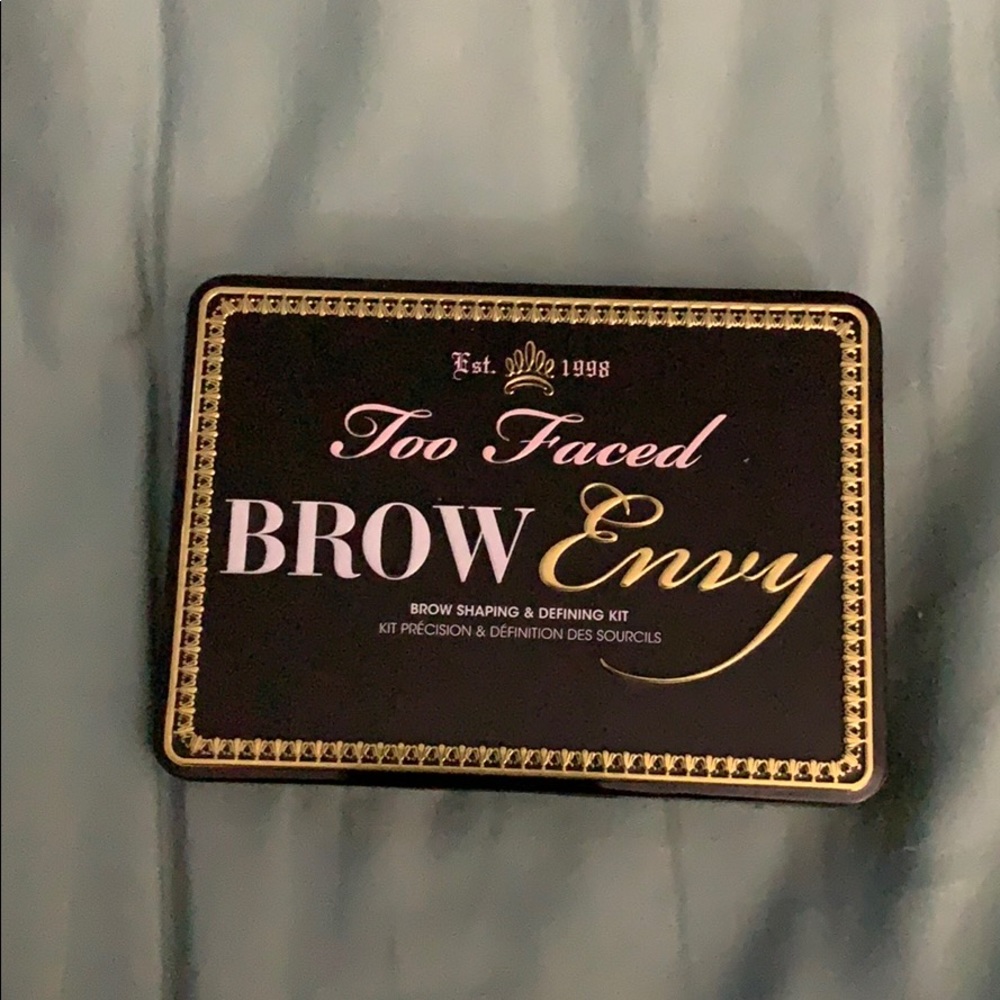 Est. 1998
Too Faced
BROW Envy
BROW SHAPING & DEFINING KIT
KIT PRÉCISION & DÉFINITION DES SOURCILS